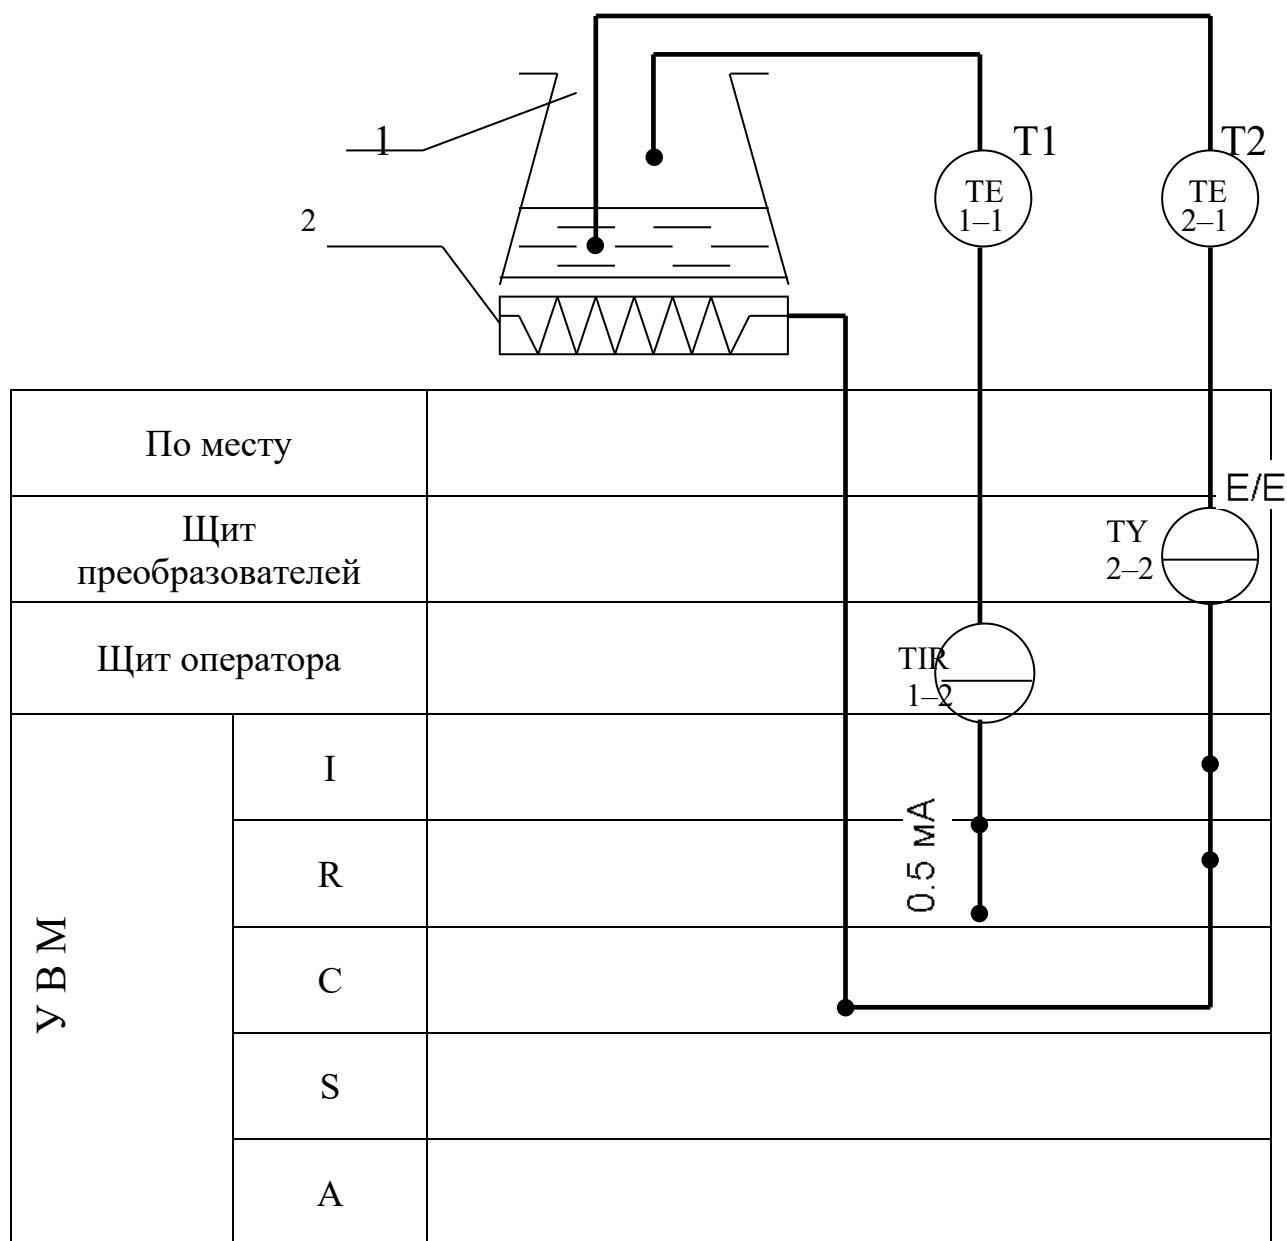 1
T1
T2
TE
1–1
TE
2–1
2
По месту
E/E
Щит
преобразователей
TY
2–2
Щит оператора
TIR
1–2
У В М
I
R
0.5 мА
C
S
A